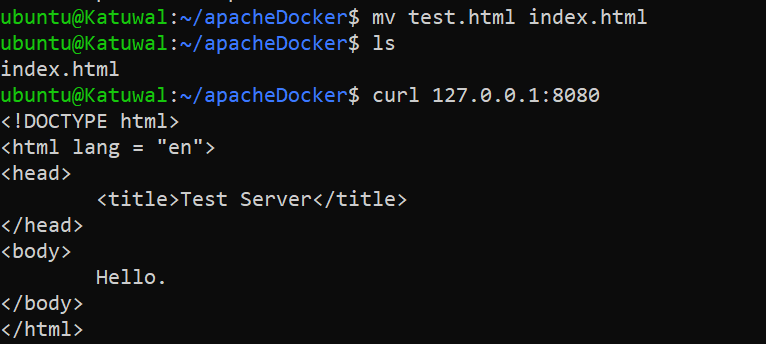 ubuntu@Katuwal:~/apacheDocker$ mv test.html index.html
ubuntu@Katuwal:~/apacheDocker$ ls
index.html
ubuntu@Katuwal:~/apacheDocker$ curl 127.0.0.1:8080
<!DOCTYPE html>
<html lang = "en">
<head>
        <title>Test Server</title>
</head>
<body>
        Hello.
</body>
</html>